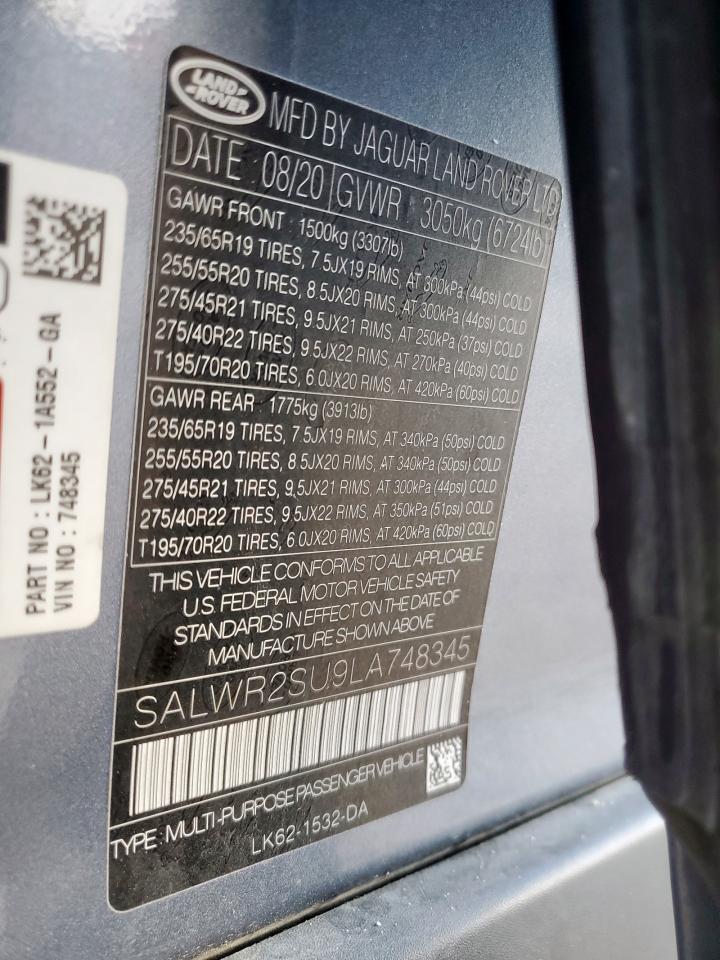 LAND ROVER
MFD BY JAGUAR LAND ROVER LTD
DATE 08/20 GVWR 3050kg (6724lb)
GAWR FRONT 1500kg (3307lb)
235/65R19 TIRES, 7.5JX19 RIMS, AT 300kPa (44psi) COLD
255/55R20 TIRES, 8.5JX20 RIMS, AT 300kPa (44psi) COLD
275/45R21 TIRES, 9.5JX21 RIMS, AT 250kPa (37psi) COLD
275/40R22 TIRES, 9.5JX22 RIMS, AT 270kPa (40psi) COLD
T195/70R20 TIRES, 6.0JX20 RIMS, AT 420kPa (60psi) COLD
GAWR REAR 1775kg (3913lb)
235/65R19 TIRES, 7.5JX19 RIMS, AT 340kPa (50psi) COLD
255/55R20 TIRES, 8.5JX20 RIMS, AT 340kPa (50psi) COLD
275/45R21 TIRES, 9.5JX21 RIMS, AT 300kPa (44psi) COLD
275/40R22 TIRES, 9.5JX22 RIMS, AT 350kPa (51psi) COLD
T195/70R20 TIRES, 6.0JX20 RIMS, AT 420kPa (60psi) COLD
THIS VEHICLE CONFORMS TO ALL APPLICABLE
U.S. FEDERAL MOTOR VEHICLE SAFETY
STANDARDS IN EFFECT ON THE DATE OF
MANUFACTURE SHOWN ABOVE
SALWR2SU9LA748345
TYPE: MULTI-PURPOSE PASSENGER VEHICLE
LK62-1532-DA
PART NO : LK62-1A552-GA
VIN NO : 748345